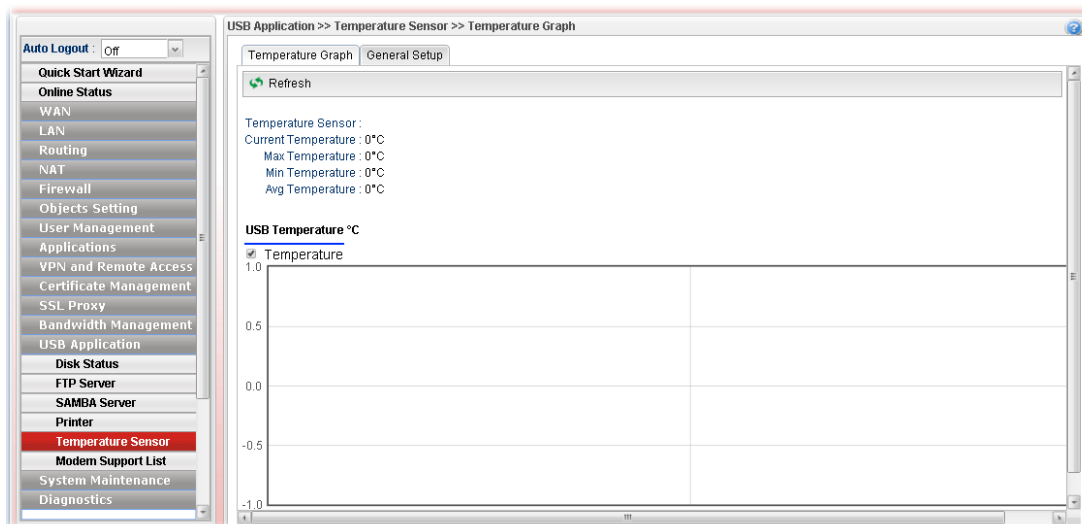 USB Application >> Temperature Sensor >> Temperature Graph
Auto Logout : Off
Quick Start Wizard
Online Status
WAN
LAN
Routing
NAT
Firewall
Objects Setting
User Management
Applications
VPN and Remote Access
Certificate Management
SSL Proxy
Bandwidth Management
USB Application
Disk Status
FTP Server
SAMBA Server
Printer
Temperature Sensor
Modem Support List
System Maintenance
Diagnostics
Temperature Graph General Setup
Refresh
Temperature Sensor :
Current Temperature : 0°C
Max Temperature : 0°C
Min Temperature : 0°C
Avg Temperature : 0°C
USB Temperature °C
Temperature
1.0
0.5
0.0
-0.5
-1.0